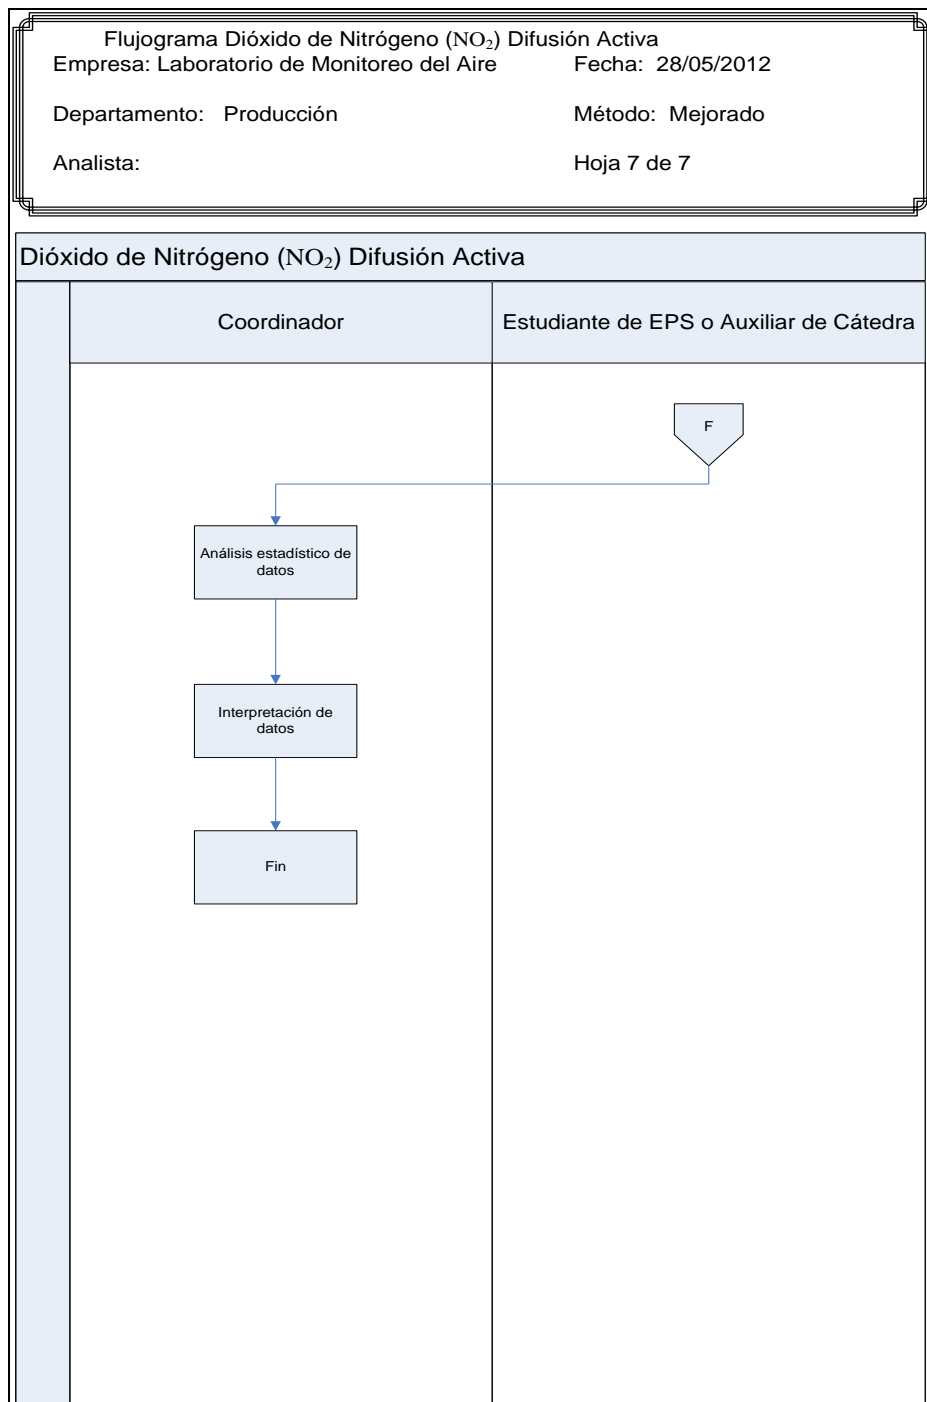 Flujograma Dióxido de Nitrógeno (NO₂) Difusión Activa
Empresa: Laboratorio de Monitoreo del Aire Fecha: 28/05/2012
Departamento: Producción Método: Mejorado
Analista: Hoja 7 de 7
Dióxido de Nitrógeno (NO₂) Difusión Activa
Coordinador Estudiante de EPS o Auxiliar de Cátedra
F
Análisis estadístico de
datos
Interpretación de
datos
Fin